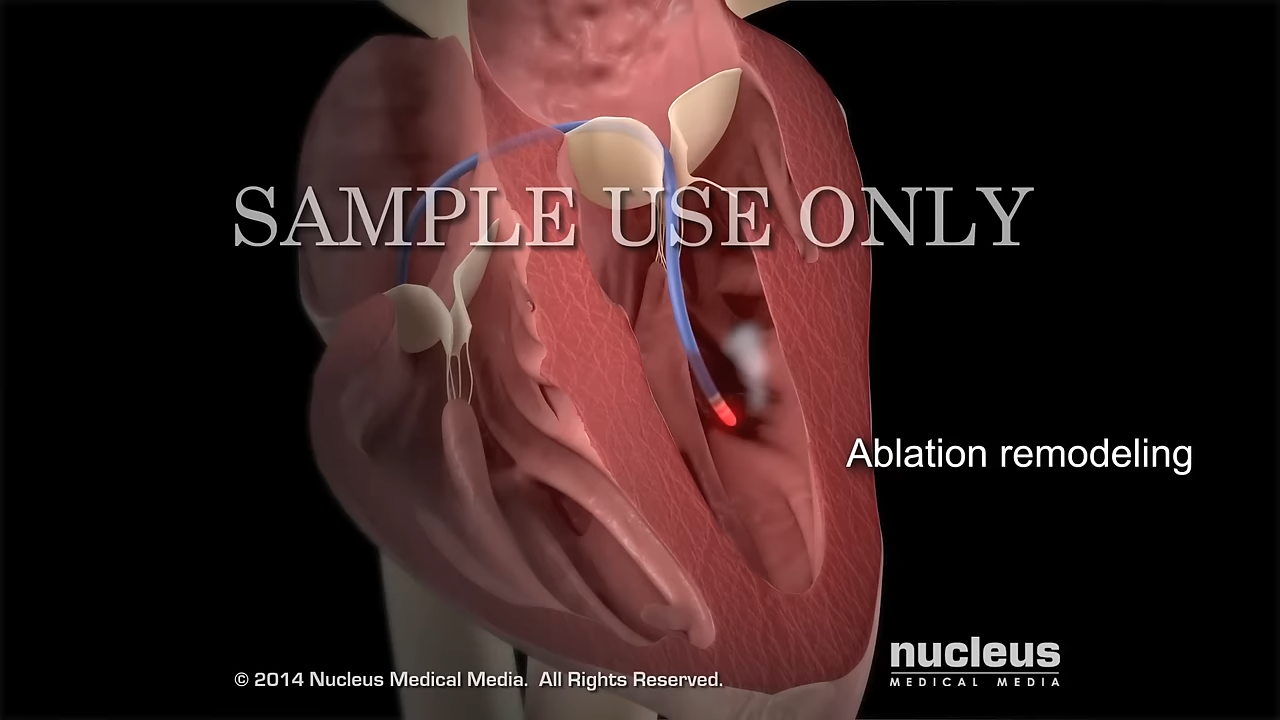 SAMPLE USE ONLY
Ablation remodeling
nucleus
MEDICAL MEDIA
© 2014 Nucleus Medical Media. All Rights Reserved.